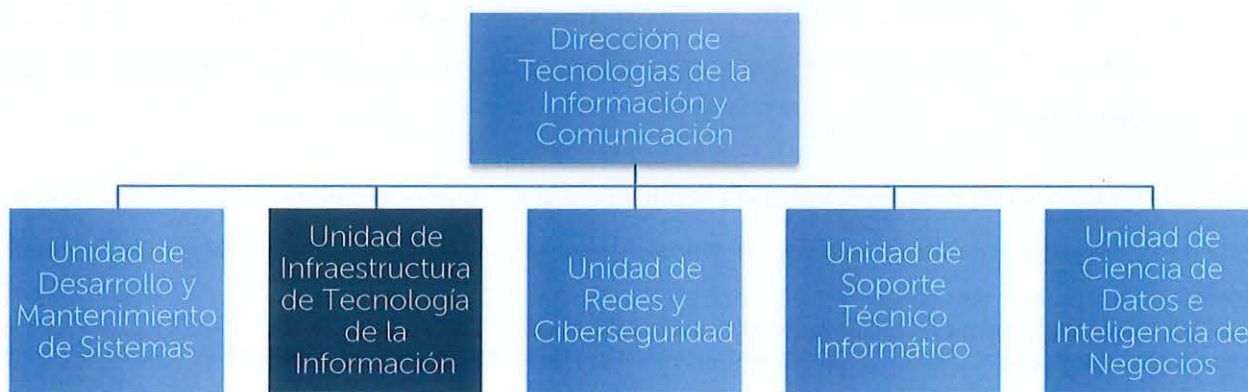 Dirección de
Tecnologías de la
Información y
Comunicación
Unidad de
Desarrollo y
Mantenimiento
de Sistemas
Unidad de
Infraestructura
de Tecnología
de la
Información
Unidad de
Redes y
Ciberseguridad
Unidad de
Soporte
Técnico
Informático
Unidad de
Ciencia de
Datos e
Inteligencia de
Negocios